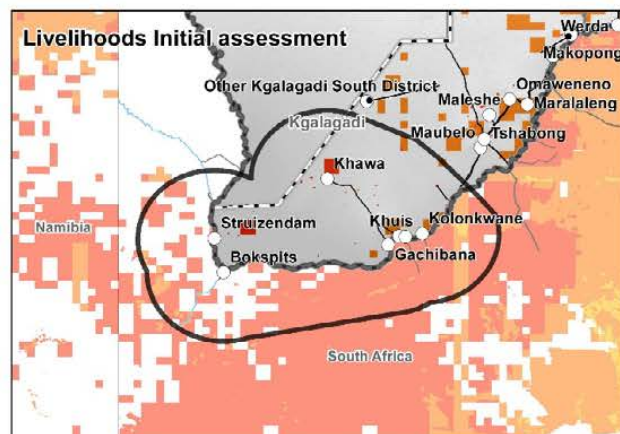 Livelihoods Initial assessment
Werda
Makopong
Other Kgalagadi South District
Omaweneno
Maleshe
Maralaleng
Kgalagadi
Maubelo
Tshabong
Khawa
Struizendam
Khuis
Kolonkwane
Namibia
Gachibana
Bokspits
South Africa